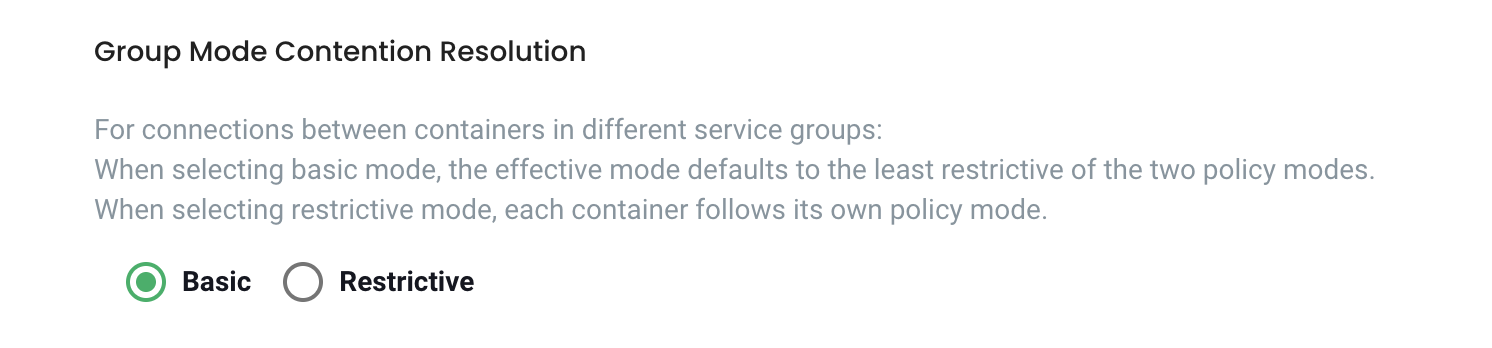 Group Mode Contention Resolution
For connections between containers in different service groups:
When selecting basic mode, the effective mode defaults to the least restrictive of the two policy modes.
When selecting restrictive mode, each container follows its own policy mode.
Basic Restrictive